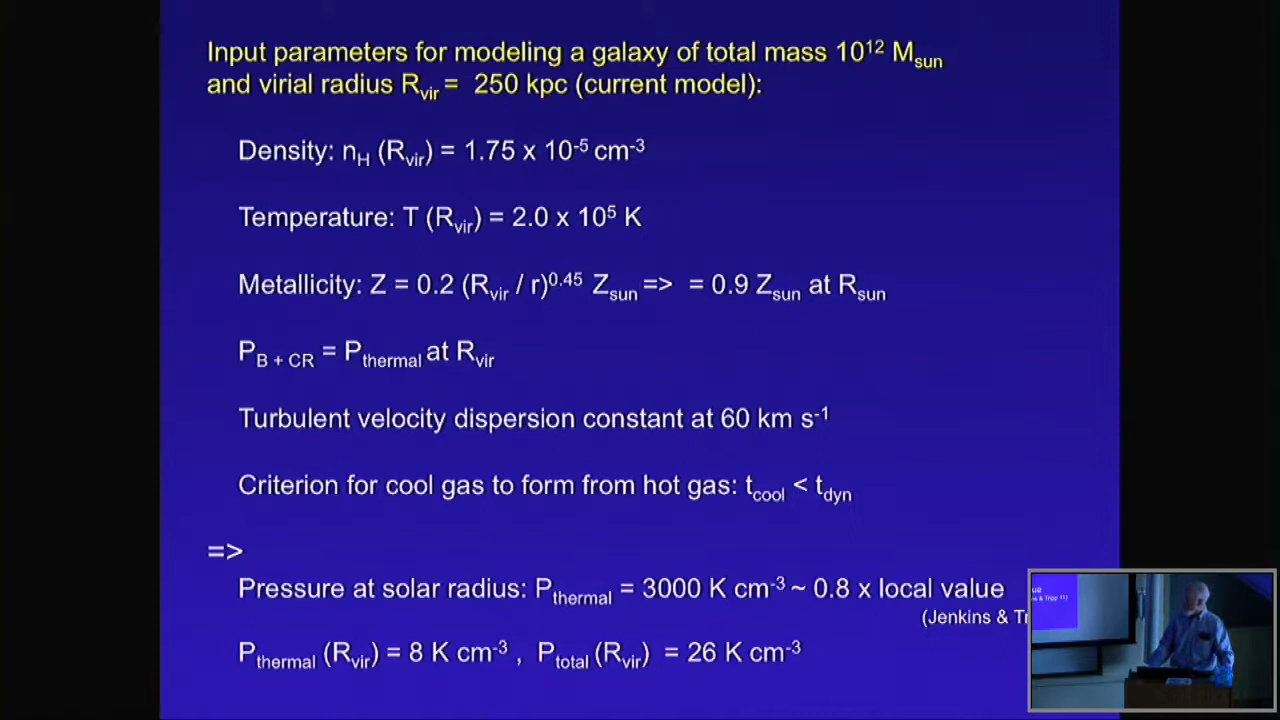 Input parameters for modeling a galaxy of total mass 10¹² M_sun
and virial radius R_vir = 250 kpc (current model):
Density: n_H (R_vir) = 1.75 x 10⁻⁵ cm⁻³
Temperature: T (R_vir) = 2.0 x 10⁵ K
Metallicity: Z = 0.2 (R_vir / r)⁰·⁴⁵ Z_sun => = 0.9 Z_sun at R_sun
P_B + CR = P_thermal at R_vir
Turbulent velocity dispersion constant at 60 km s⁻¹
Criterion for cool gas to form from hot gas: t_cool < t_dyn
=>
Pressure at solar radius: P_thermal = 3000 K cm⁻³ ~ 0.8 x local value
(Jenkins & Tr
P_thermal (R_vir) = 8 K cm⁻³ , P_total (R_vir) = 26 K cm⁻³